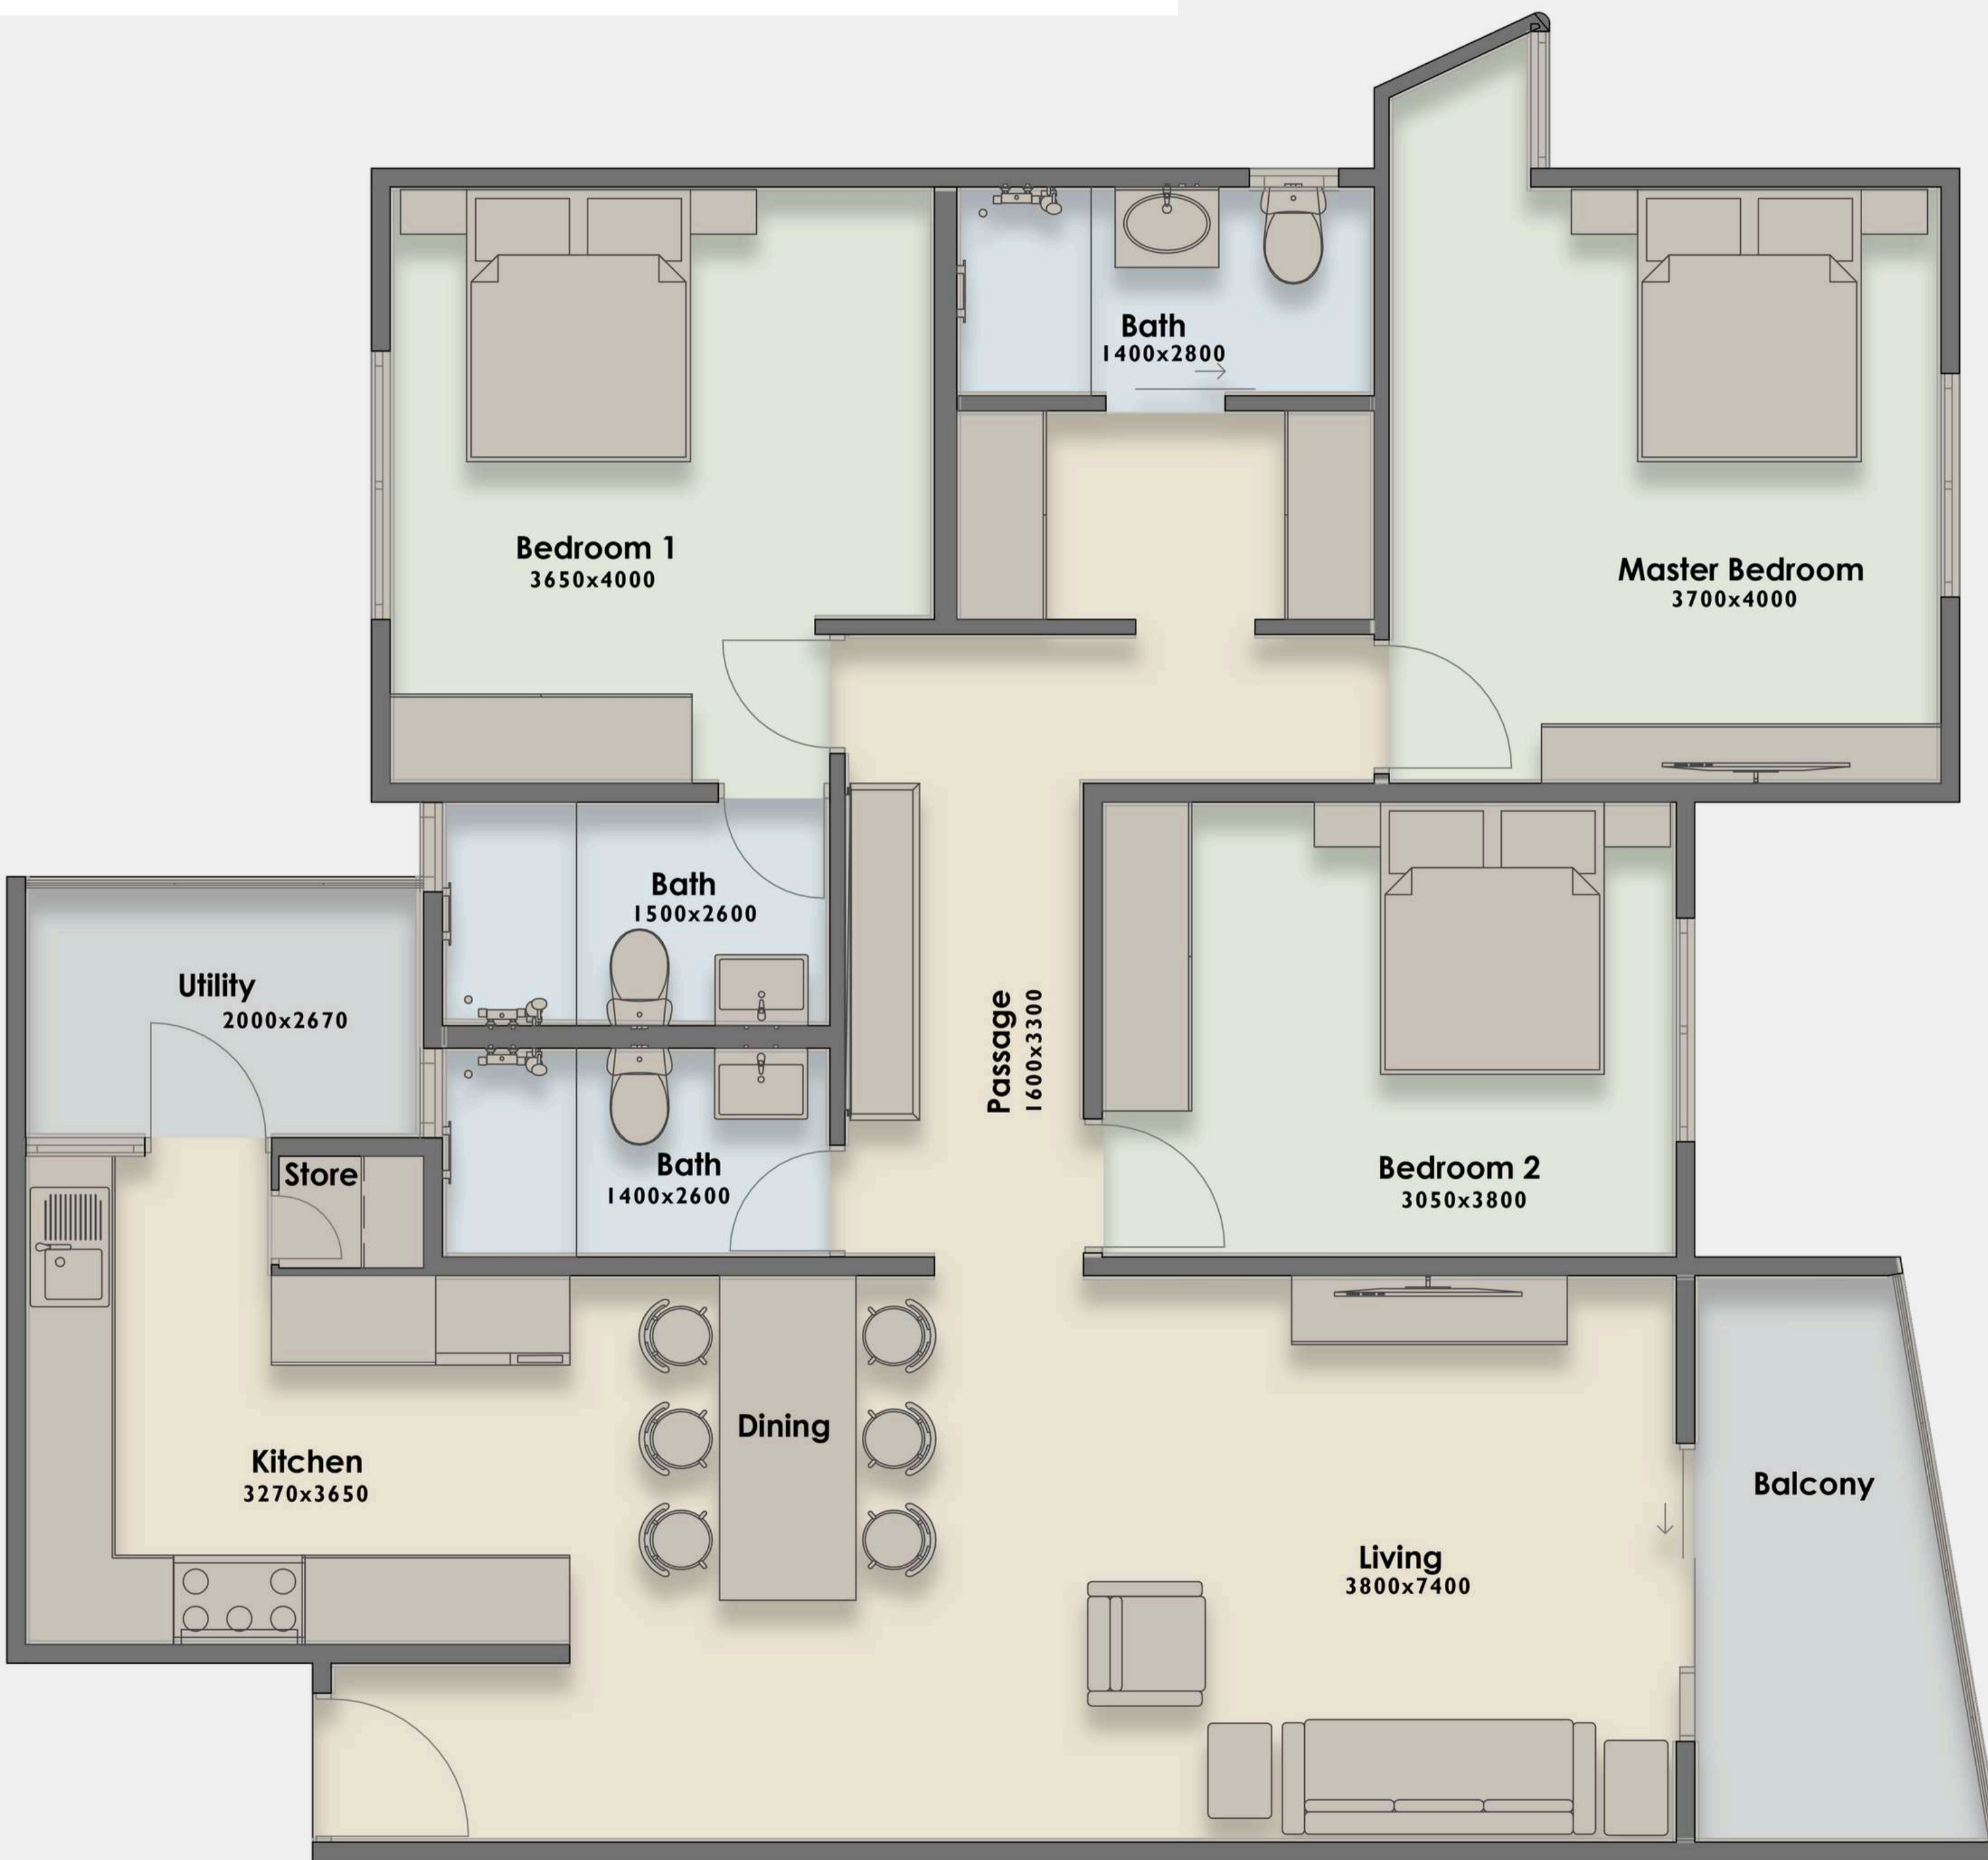 Bath
1400x2800
Bedroom 1
3650x4000
Master Bedroom
3700x4000
Bath
1500x2600
Utility
2000x2670
Passage
1600x3300
Store
Bath
1400x2600
Bedroom 2
3050x3800
Dining
Kitchen
3270x3650
Balcony
Living
3800x7400